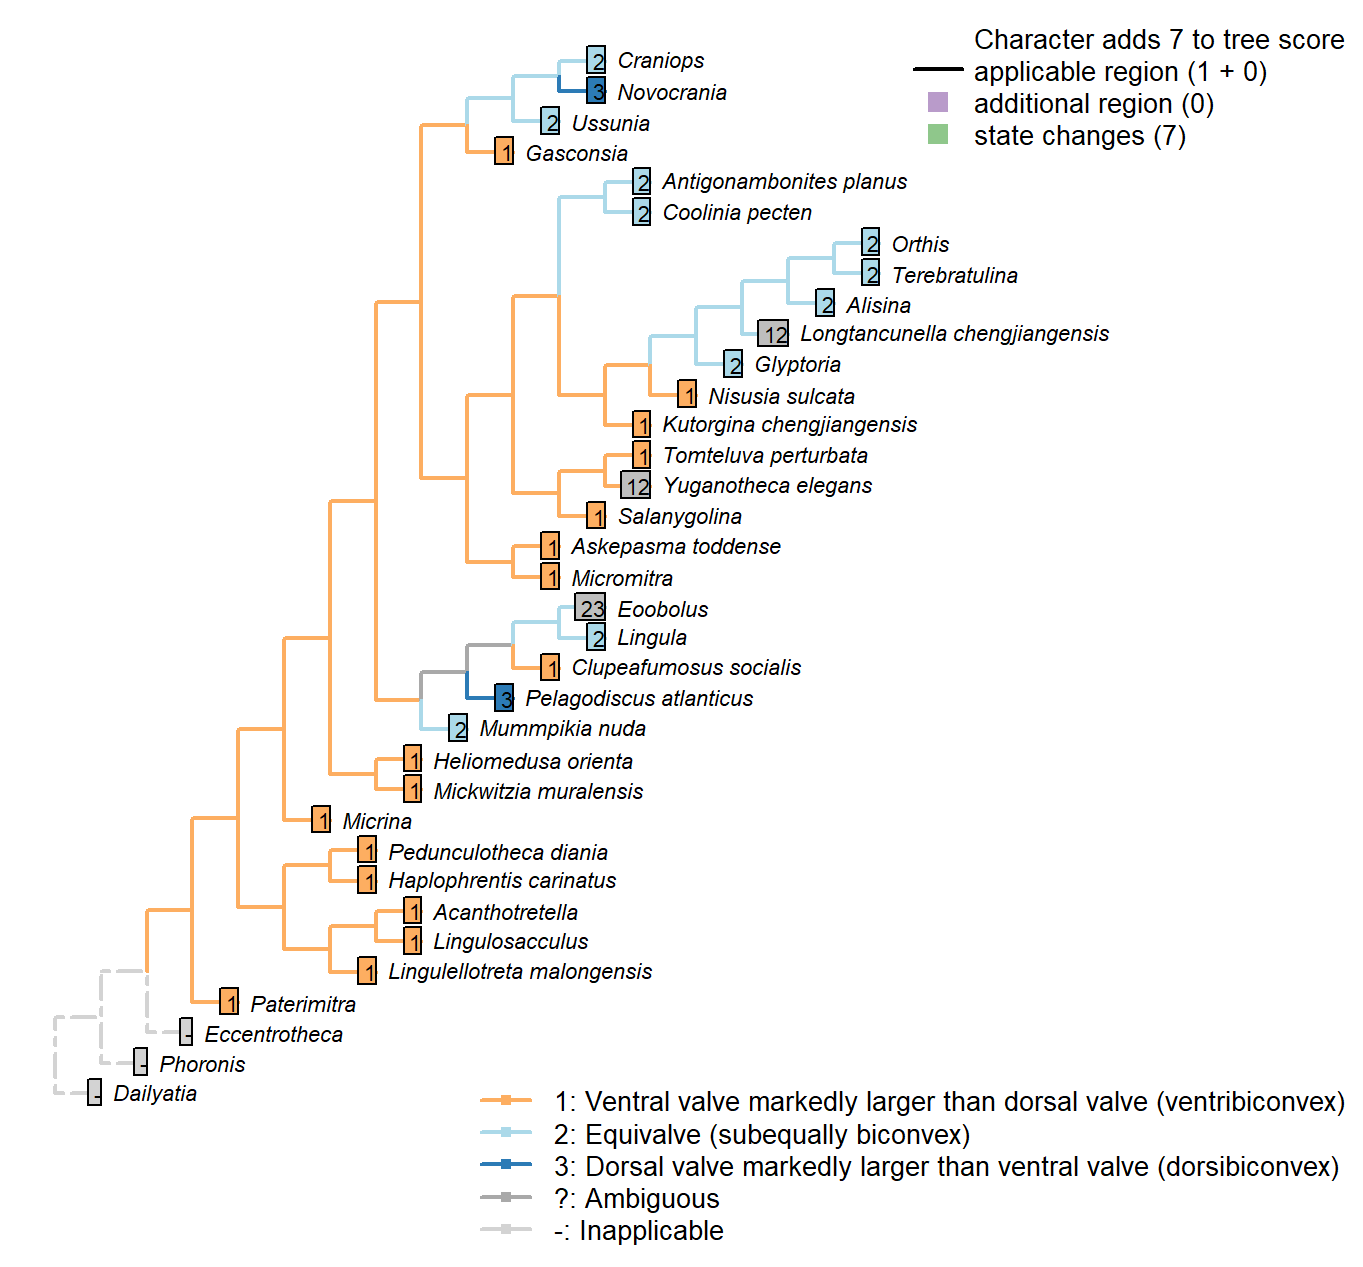 Character adds 7 to tree score
applicable region (1 + 0)
additional region (0)
state changes (7)
2 Craniops
3 Novocrania
2 Ussunia
1 Gasconsia
2 Antigonambonites planus
2 Coolinia pecten
2 Orthis
2 Terebratulina
2 Alisina
12 Longtancunella chengjiangensis
2 Glyptoria
1 Nisusia sulcata
1 Kutorgina chengjiangensis
1 Tomteluva perturbata
12 Yuganotheca elegans
1 Salanygolina
1 Askepasma toddense
1 Micromitra
23 Eoobolus
2 Lingula
1 Clupeafumosus socialis
3 Pelagodiscus atlanticus
2 Mummpikia nuda
1 Heliomedusa orienta
1 Mickwitzia muralensis
1 Micrina
1 Pedunculotheca diania
1 Haplophrentis carinatus
1 Acanthotretella
1 Lingulosacculus
1 Lingulellotreta malongensis
1 Paterimitra
- Eccentrotheca
- Phoronis
- Dailyatia
1: Ventral valve markedly larger than dorsal valve (ventribiconvex)
2: Equivalve (subequally biconvex)
3: Dorsal valve markedly larger than ventral valve (dorsibiconvex)
?: Ambiguous
-: Inapplicable